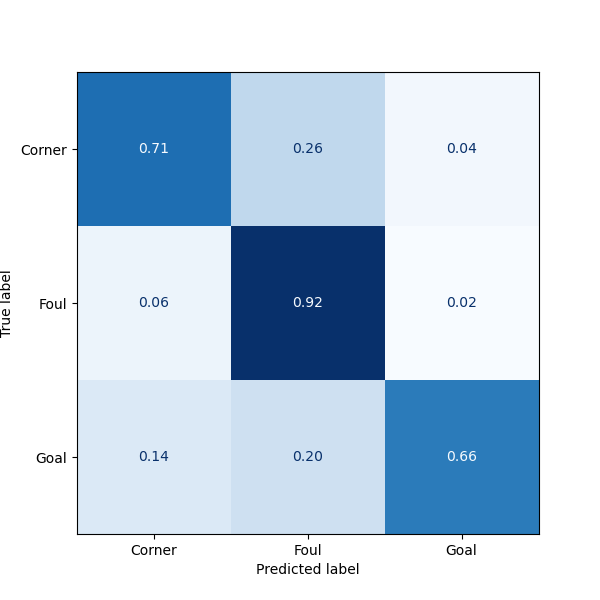 Corner 0.71 0.26 0.04
Foul 0.06 0.92 0.02
Goal 0.14 0.20 0.66
True label
Corner Foul Goal
Predicted label